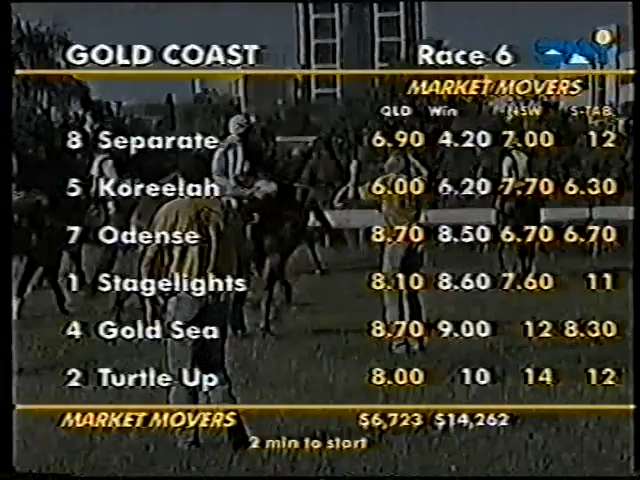 GOLD COAST Race 6 SKY
MARKET MOVERS
QLD Win NSW S-TAB
8 Separate 6.90 4.20 7.00 12
5 Koreelah 6.00 6.20 7.70 6.30
7 Odense 8.70 8.50 6.70 6.70
1 Stagelights 8.10 8.60 7.60 11
4 Gold Sea 8.70 9.00 12 8.30
2 Turtle Up 8.00 10 14 12
MARKET MOVERS $6,723 $14,262
2 min to start